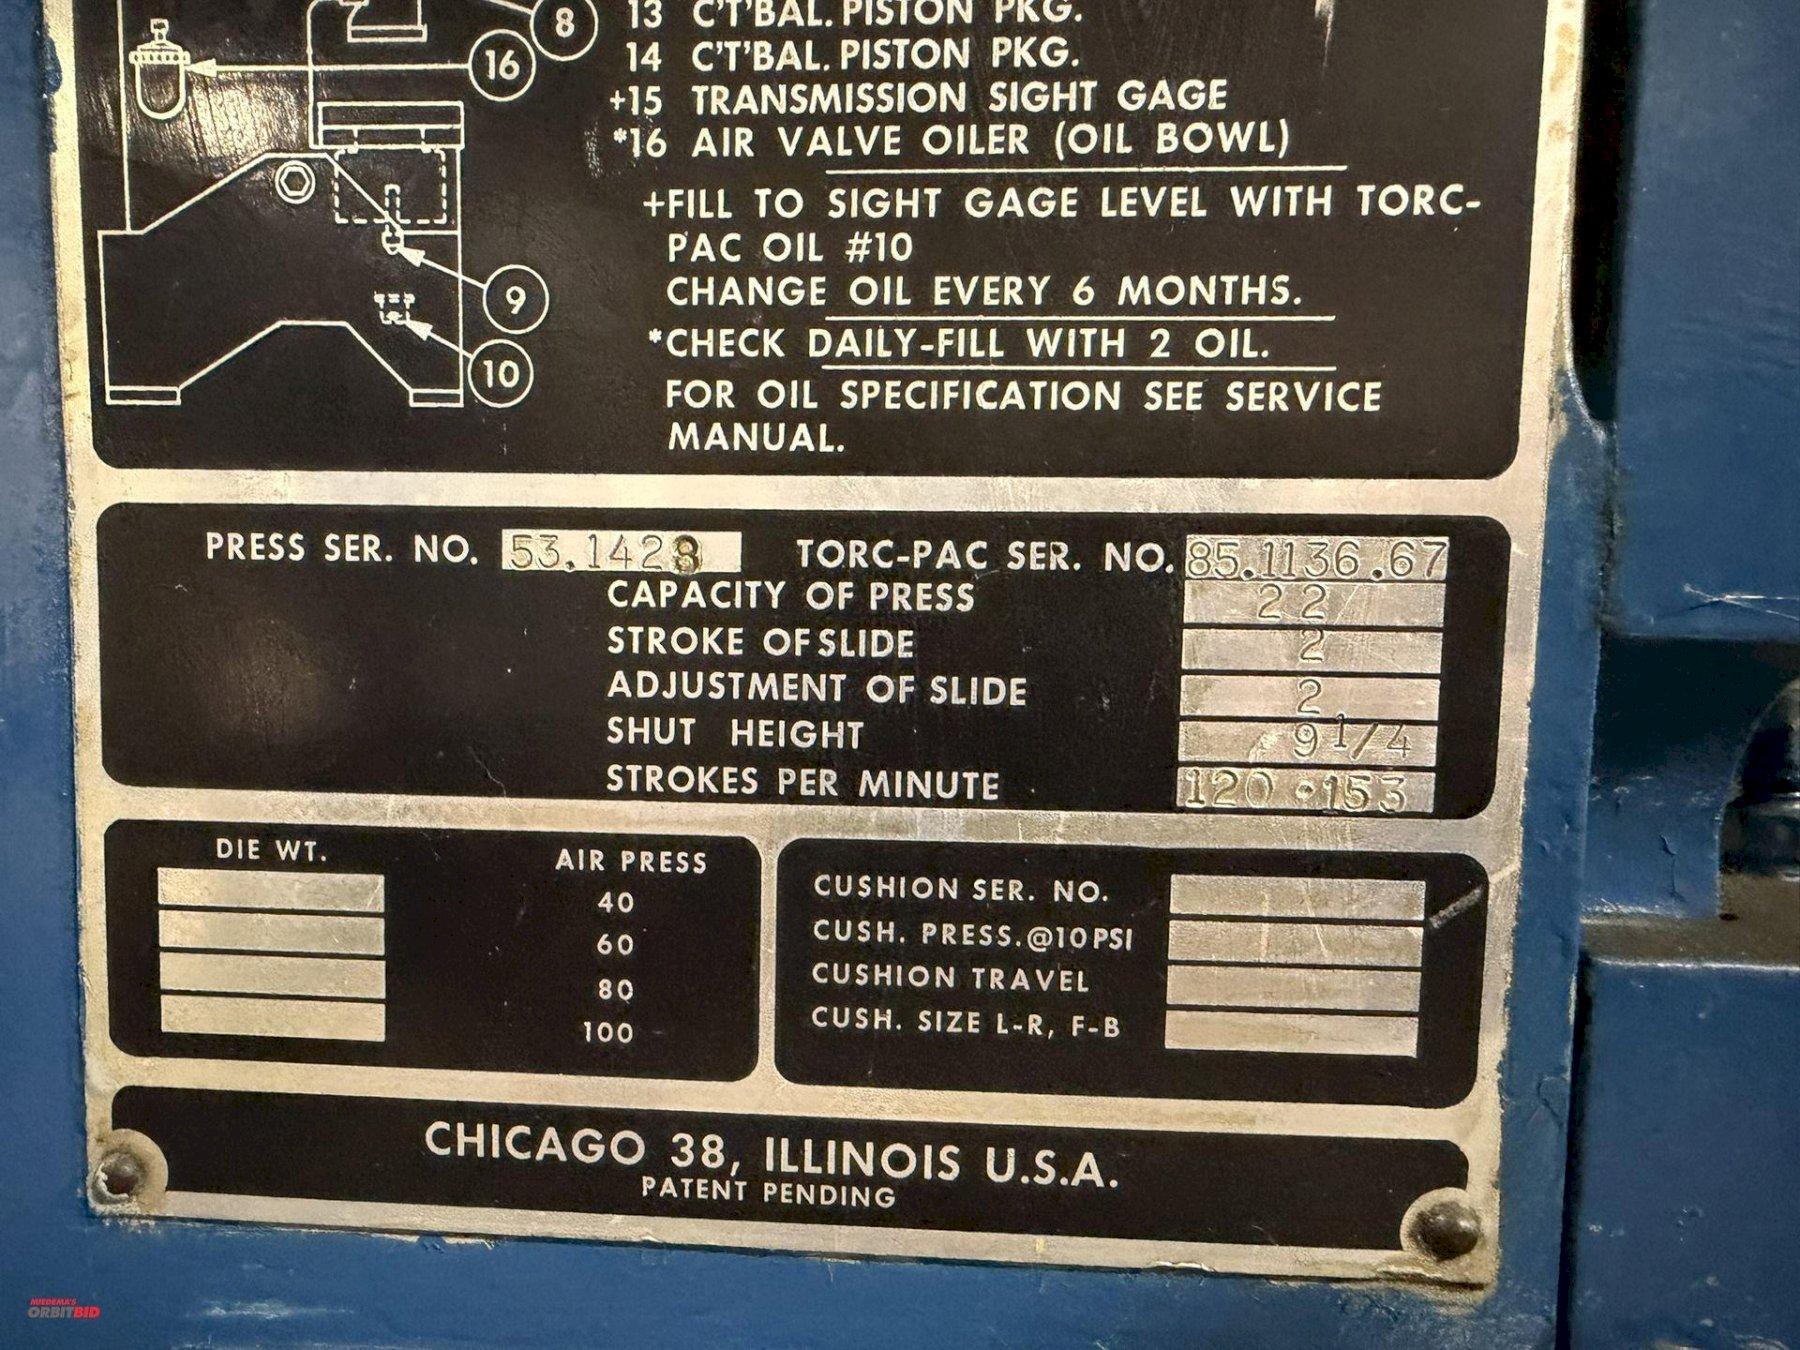 8
13 C'T'BAL. PISTON PKG.
16
14 C'T'BAL. PISTON PKG.
+15 TRANSMISSION SIGHT GAGE
*16 AIR VALVE OILER (OIL BOWL)
+FILL TO SIGHT GAGE LEVEL WITH TORC-
PAC OIL #10
9
CHANGE OIL EVERY 6 MONTHS.
*CHECK DAILY-FILL WITH 2 OIL.
10
FOR OIL SPECIFICATION SEE SERVICE
MANUAL.
PRESS SER. NO. 53.1428 TORC-PAC SER. NO. 85.1136.67
CAPACITY OF PRESS 22
STROKE OF SLIDE 2
ADJUSTMENT OF SLIDE 2
SHUT HEIGHT 9 1/4
STROKES PER MINUTE 120 · 153
DIE WT. AIR PRESS
40
60
80
100
CUSHION SER. NO.
CUSH. PRESS. @10 PSI
CUSHION TRAVEL
CUSH. SIZE L-R, F-B
CHICAGO 38, ILLINOIS U.S.A.
PATENT PENDING
MIEDEMA'S
ORBITBID